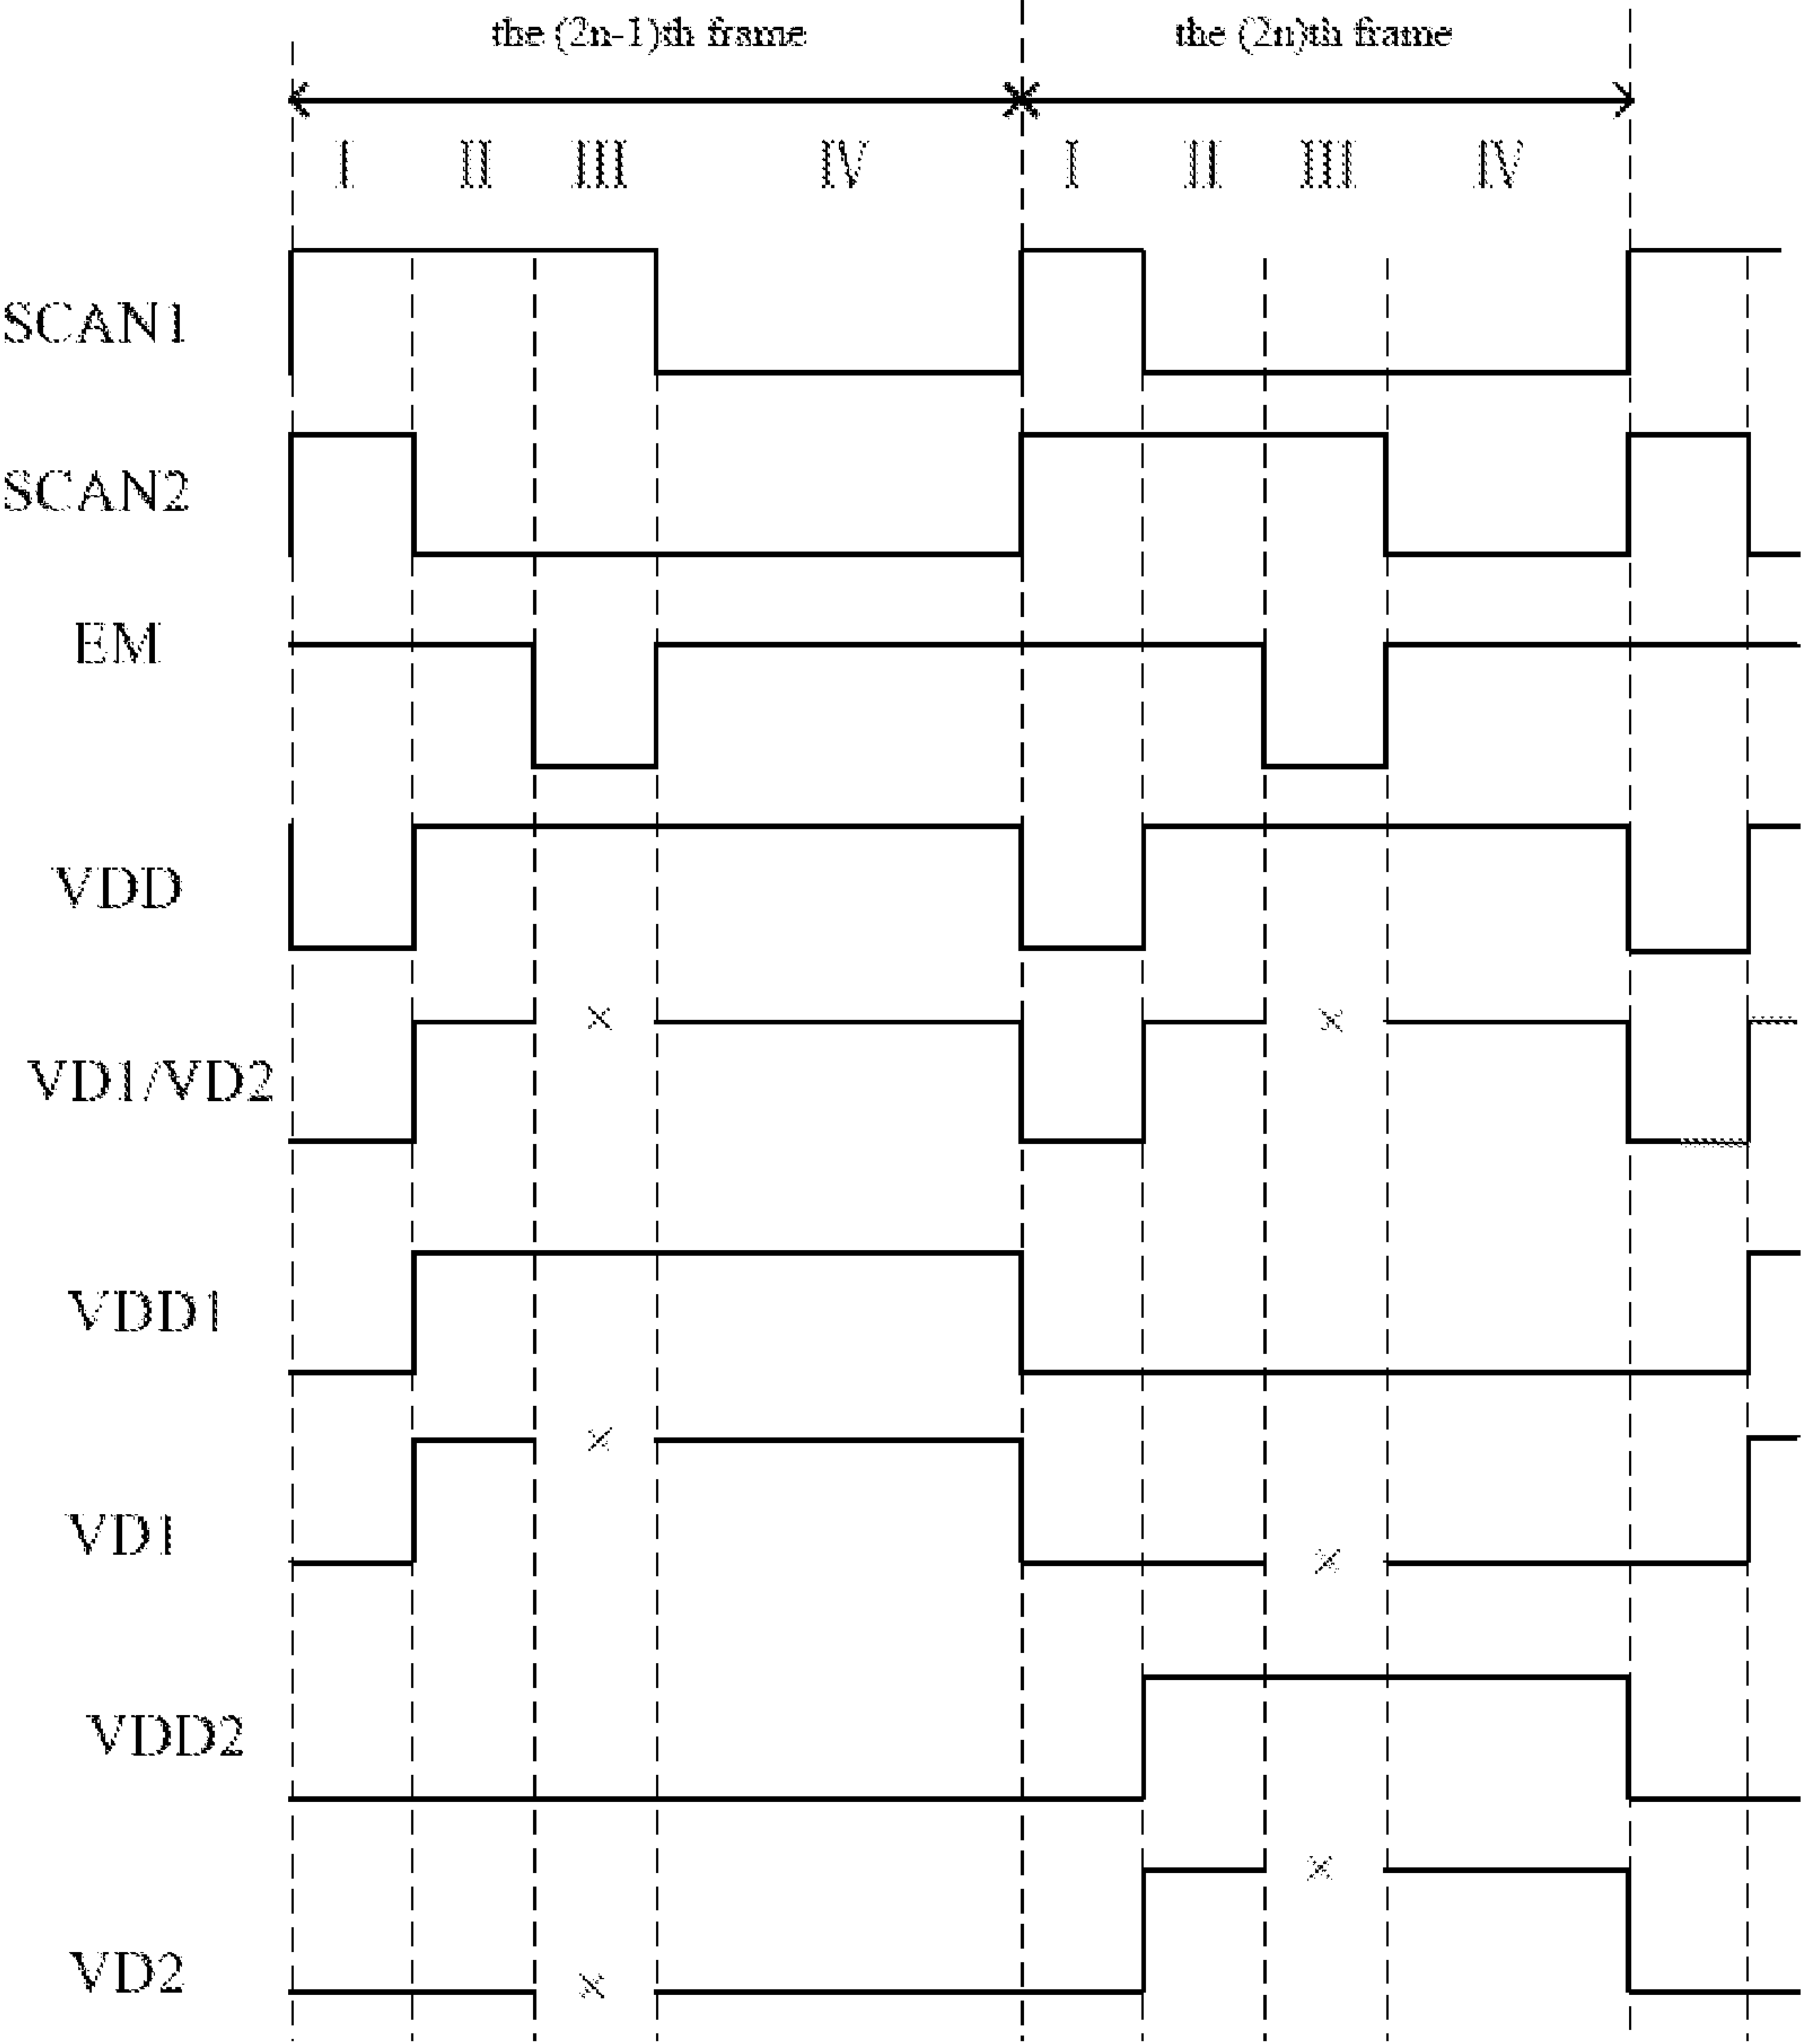 the (2n-1)th frame the (2n)th frame
I II III IV I II III IV
SCAN1
SCAN2
EM
VDD
× ×
VD1/VD2
VDD1
×
VD1 ×
VDD2
×
VD2 ×